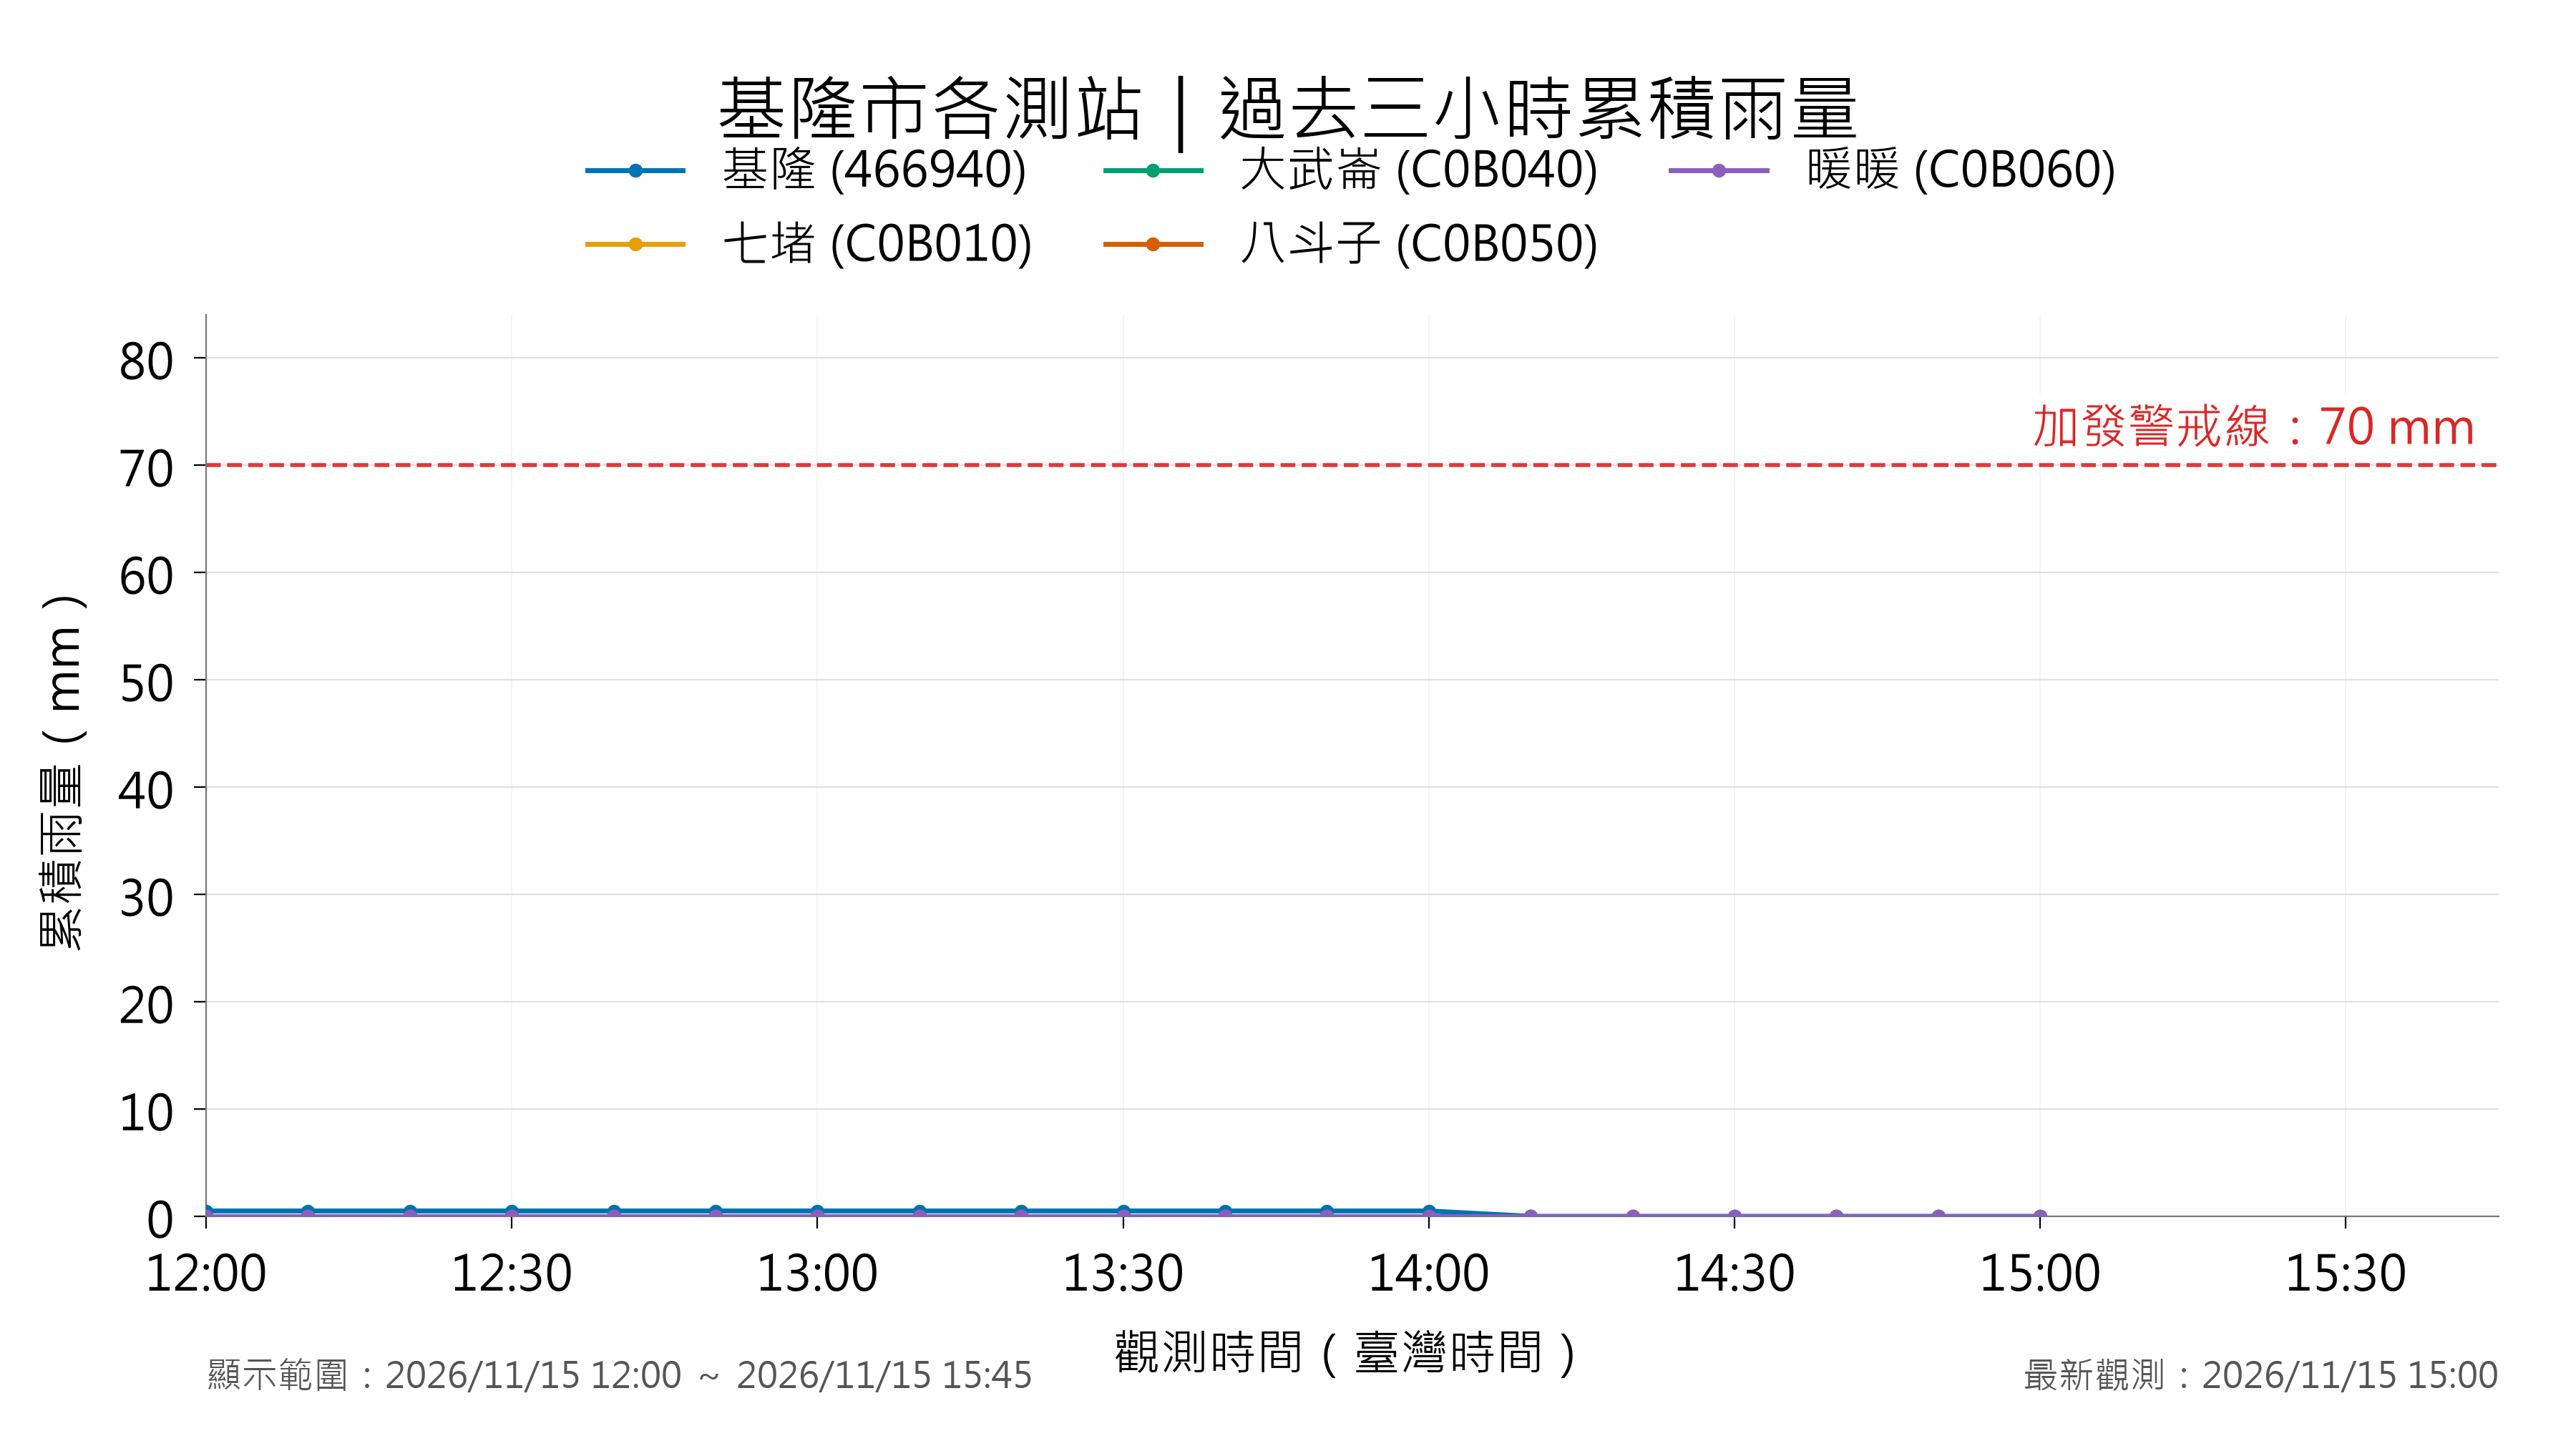 基隆市各測站｜過去三小時累積雨量
基隆 (466940)
大武崙 (C0B040)
暖暖 (C0B060)
七堵 (C0B010)
八斗子 (C0B050)
80
加發警戒線：70 mm
70
60
50
40
30
20
10
0
累積雨量（mm）
12:00 12:30 13:00 13:30 14:00 14:30 15:00 15:30
觀測時間（臺灣時間）
顯示範圍：2026/11/15 12:00 ~ 2026/11/15 15:45
最新觀測：2026/11/15 15:00